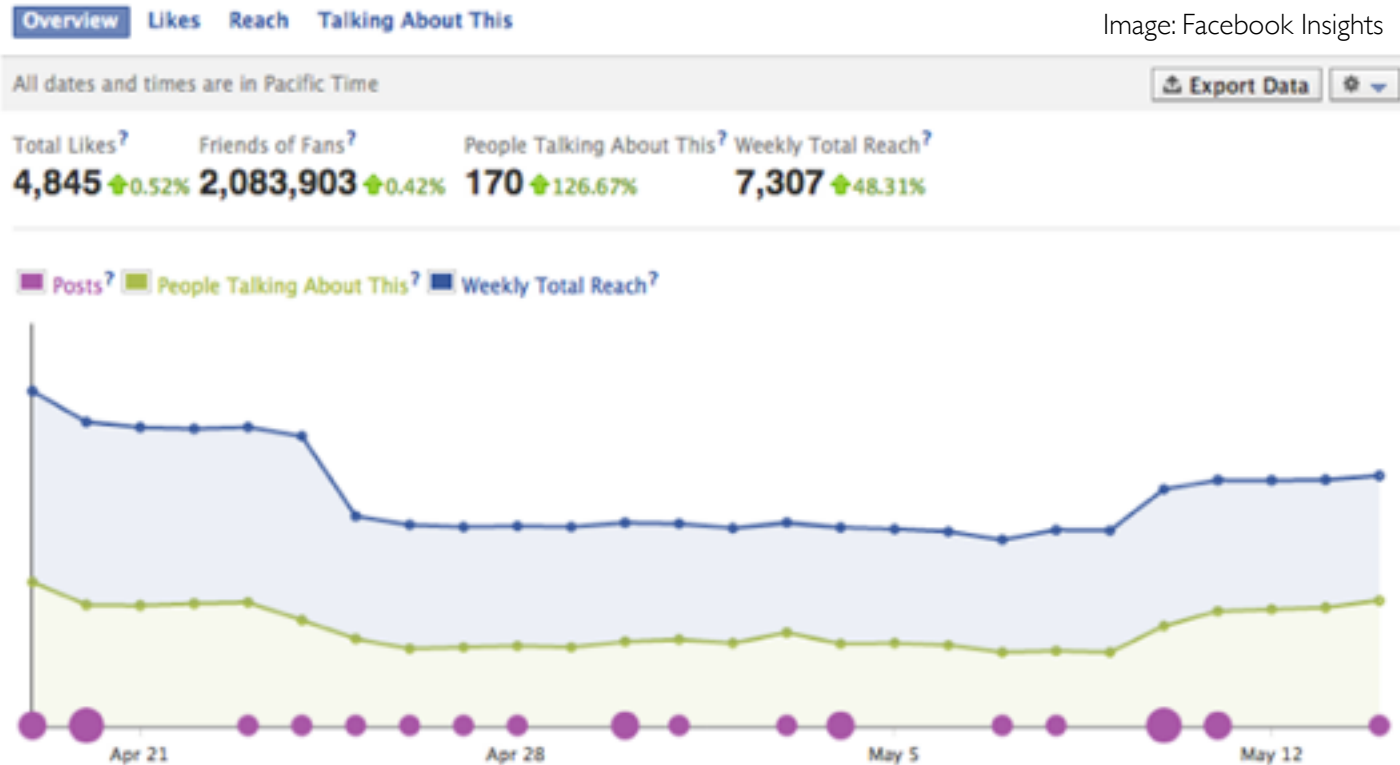 Overview Likes Reach Talking About This Image: Facebook Insights
All dates and times are in Pacific Time Export Data
Total Likes? Friends of Fans? People Talking About This? Weekly Total Reach?
4,845 0.52% 2,083,903 0.42% 170 126.67% 7,307 48.31%
Posts? People Talking About This? Weekly Total Reach?
Apr 21 Apr 28 May 5 May 12